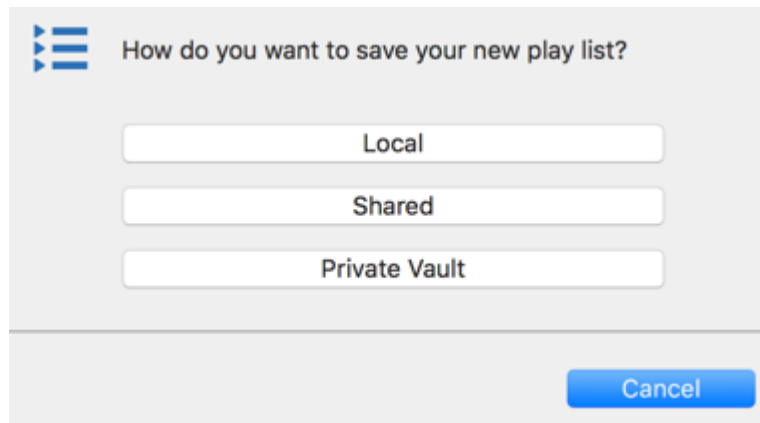 How do you want to save your new play list?
Local
Shared
Private Vault
Cancel